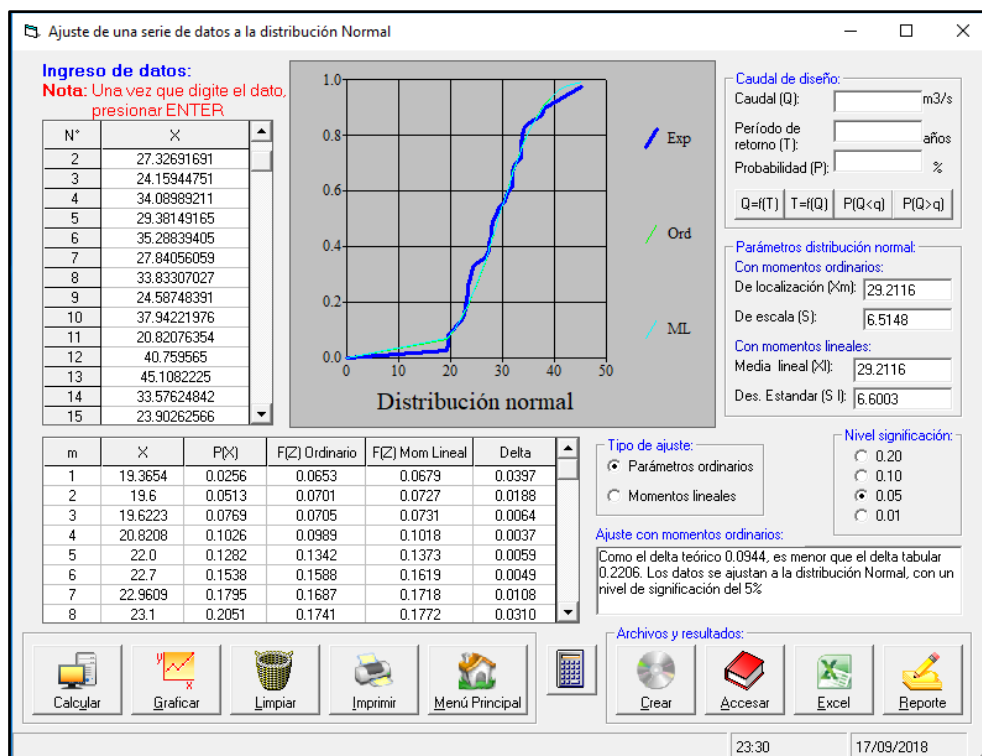 Ajuste de una serie de datos a la distribución Normal
Ingreso de datos:
Nota: Una vez que digite el dato,
presionar ENTER
N° X
2 27.32691691
3 24.15944751
4 34.08989211
5 29.38149165
6 35.28839405
7 27.84056059
8 33.83307027
9 24.58748391
10 37.94221976
11 20.82076354
12 40.759565
13 45.1082225
14 33.57624842
15 23.90262566
1.0
0.8
0.6
0.4
0.2
0.0
0 10 20 30 40 50
Distribución normal
Exp
Ord
ML
Caudal de diseño:
Caudal (Q): m3/s
Período de
retorno (T): años
Probabilidad (P): %
Q=f(T) T=f(Q) P(Q<q) P(Q>q)
Parámetros distribución normal:
Con momentos ordinarios:
De localización (Xm): 29.2116
De escala (S): 6.5148
Con momentos lineales:
Media lineal (Xl): 29.2116
Des. Estandar (S l): 6.6003
m X P(X) F(Z) Ordinario F(Z) Mom Lineal Delta
1 19.3654 0.0256 0.0653 0.0679 0.0397
2 19.6 0.0513 0.0701 0.0727 0.0188
3 19.6223 0.0769 0.0705 0.0731 0.0064
4 20.8208 0.1026 0.0989 0.1018 0.0037
5 22.0 0.1282 0.1342 0.1373 0.0059
6 22.7 0.1538 0.1588 0.1619 0.0049
7 22.9609 0.1795 0.1687 0.1718 0.0108
8 23.1 0.2051 0.1741 0.1772 0.0310
Tipo de ajuste:
Parámetros ordinarios
Momentos lineales
Nivel significación:
0.20
0.10
0.05
0.01
Ajuste con momentos ordinarios:
Como el delta teórico 0.0944, es menor que el delta tabular
0.2206. Los datos se ajustan a la distribución Normal, con un
nivel de significación del 5%
Calcular Graficar Limpiar Imprimir Menú Principal
Archivos y resultados:
Crear Accesar Excel Reporte
23:30 17/09/2018